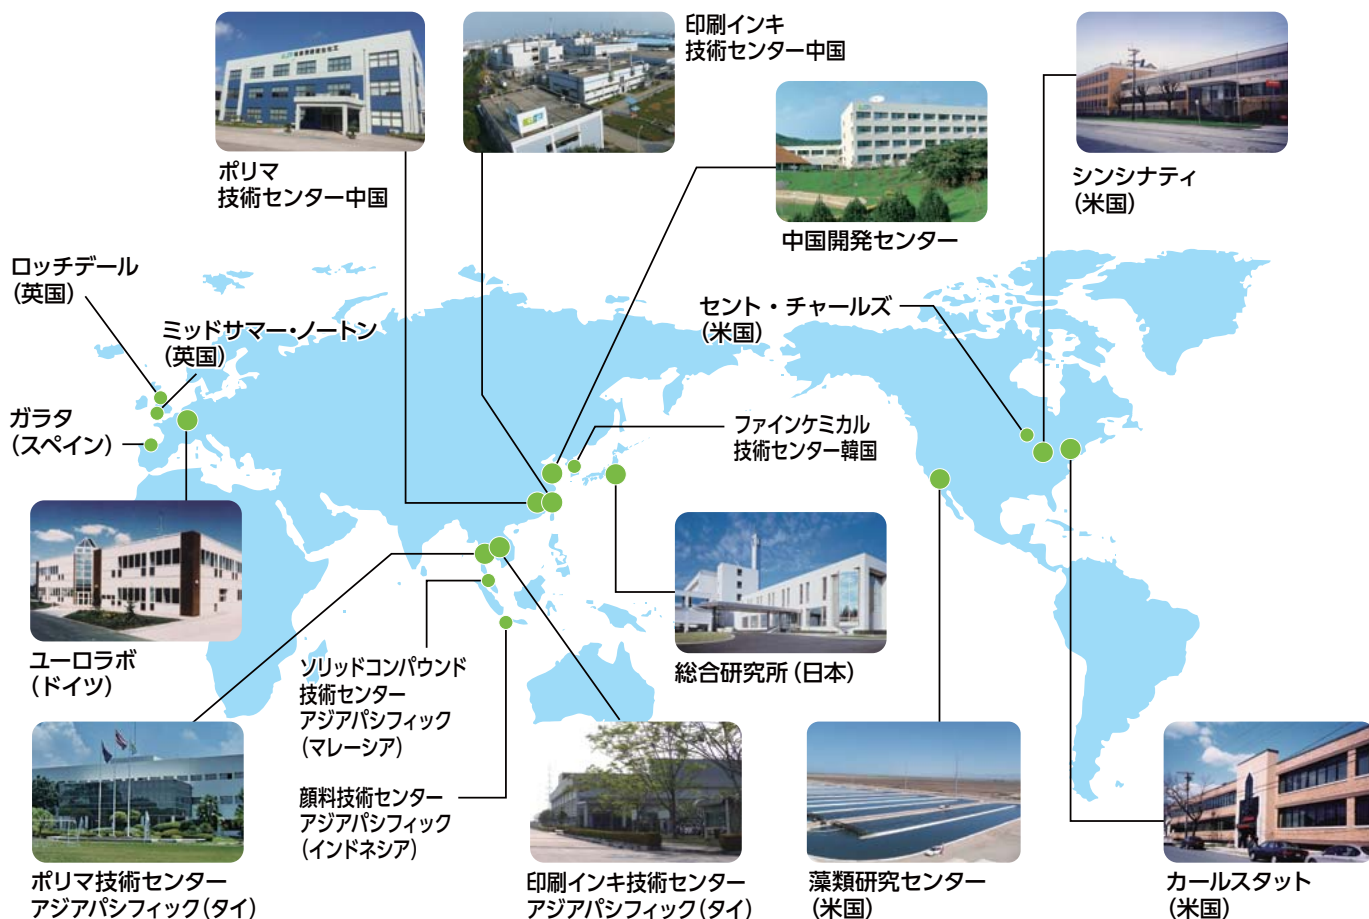 印刷インキ
技術センター中国
ポリマ
技術センター中国
シンシナティ
(米国)
中国開発センター
ロッチデール
(英国)
ミッドサマー・ノートン
(英国)
セント・チャールズ
(米国)
ガラタ
(スペイン)
ファインケミカル
技術センター韓国
ユーロラボ
(ドイツ)
ソリッドコンパウンド
技術センター
アジアパシフィック
(マレーシア)
総合研究所(日本)
顔料技術センター
アジアパシフィック
(インドネシア)
ポリマ技術センター
アジアパシフィック(タイ)
印刷インキ技術センター
アジアパシフィック(タイ)
藻類研究センター
(米国)
カールスタット
(米国)